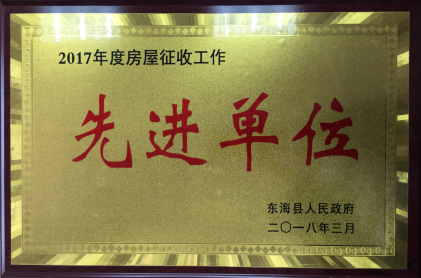 2017年度房屋征收工作
先进单位
东海县人民政府
二〇一八年三月